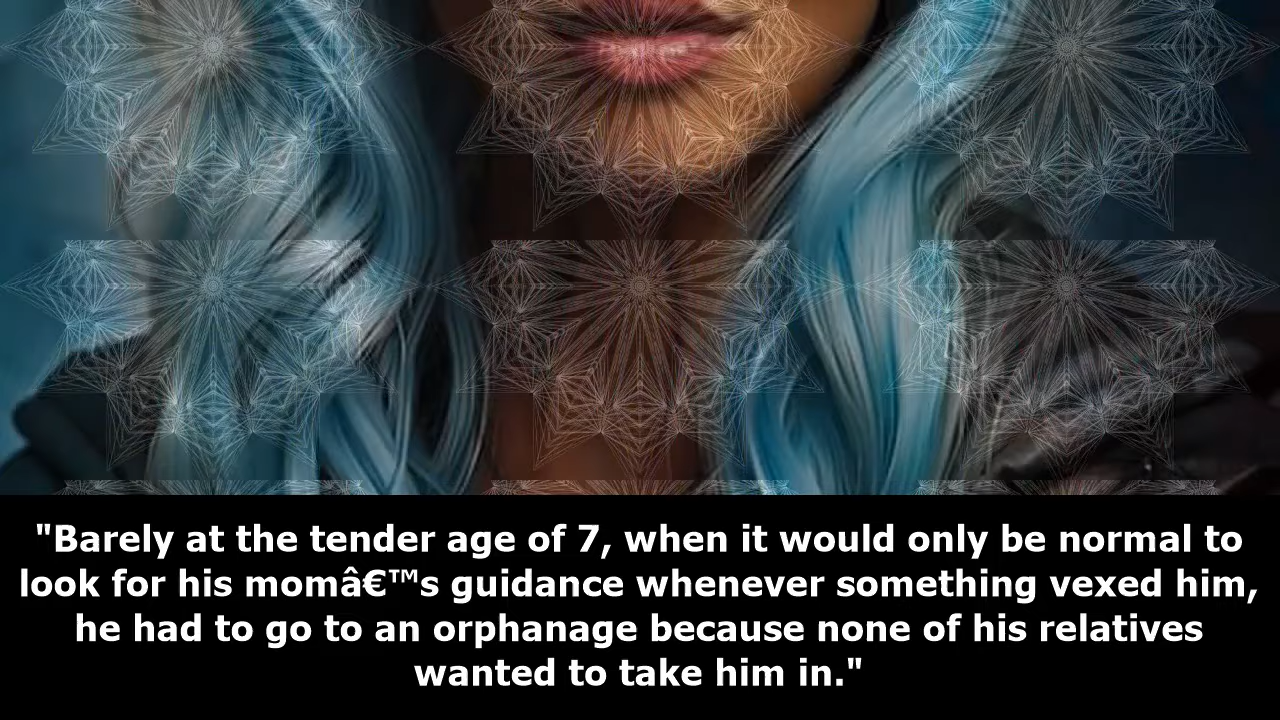 "Barely at the tender age of 7, when it would only be normal to
look for his momâ€™s guidance whenever something vexed him,
he had to go to an orphanage because none of his relatives
wanted to take him in."